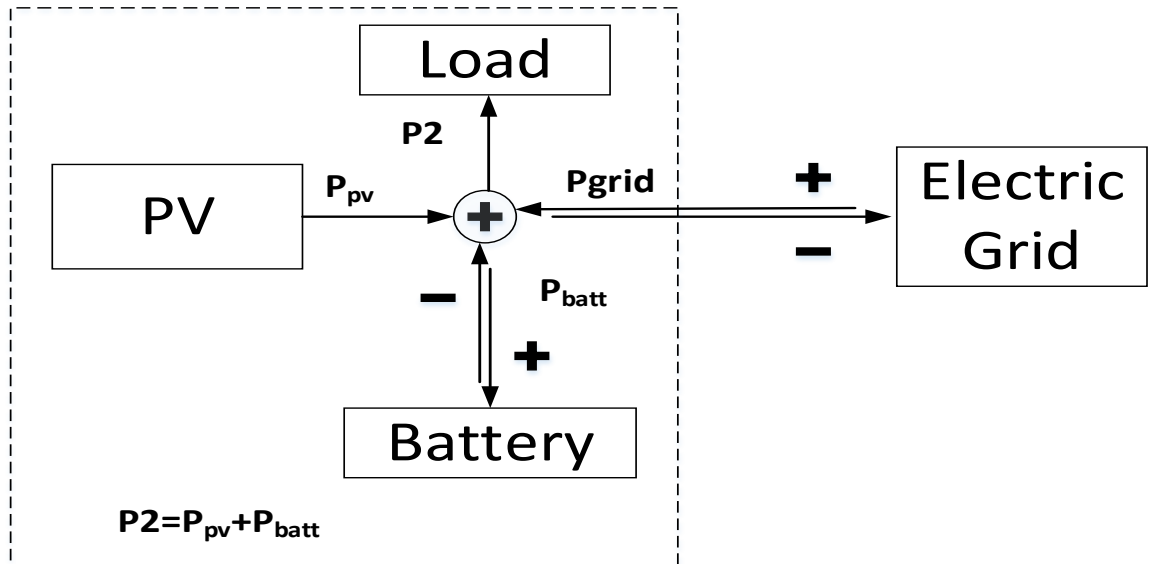 Load
P2
PV
Ppv
+
Pgrid
+
−
Electric
Grid
−
Pbatt
+
Battery
P2=Ppv+Pbatt